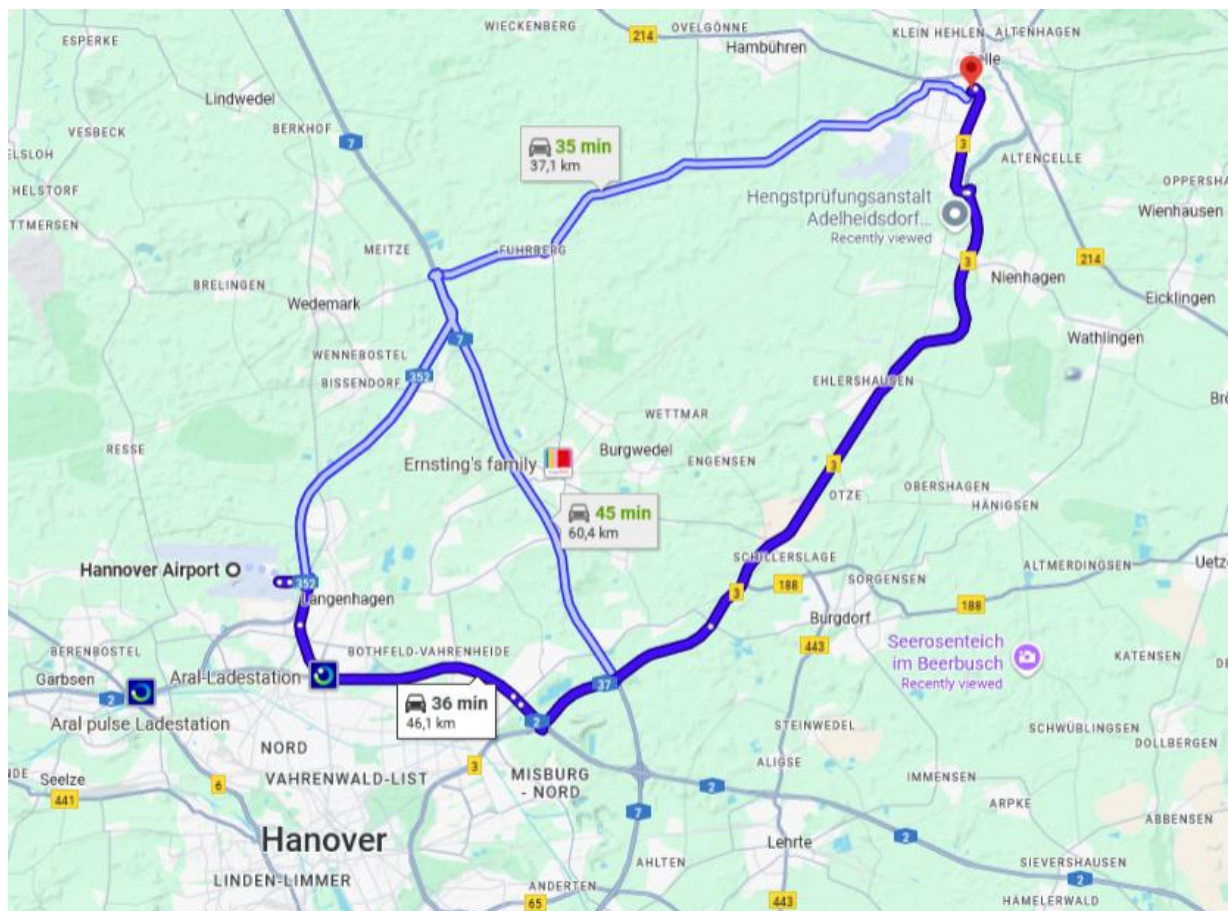 WIECKENBERG
OVELGÖNNE
KLEIN HEHLEN
ALTENHAGEN
ESPERKE
214
Hambühren
Lindwedel
VESBECK
BERKHOF
7
3
35 min
37,1 km
ALTENCELLE
HELSTORF
Hengstprüfungsanstalt
Adelheidsdorf...
Recently viewed
Wienhausen
MEITZE
FUHRBERG
3
214
Nienhagen
BRELINGEN
Wedemark
Eicklingen
7
Wathlingen
WENNEBOSTEL
BISSENDORF
352
EHLERSHAUSEN
WETTMAR
RESSE
Burgwedel
Ernsting's family
ENGENSEN
3
OBERSHAGEN
OTZE
HÄNIGSEN
45 min
60,4 km
SCHILLERSLAGE
Hannover Airport
352
ALTMERDINGSEN
SORGENSEN
188
3
Langenhagen
188
Burgdorf
443
BERENBOSTEL
BOTHFELD-VAHRENHEIDE
Seerosenteich
im Beerbusch
Recently viewed
KATENSEN
Garbsen
Aral-Ladestation
37
2
36 min
46,1 km
Aral pulse Ladestation
2
STEINWEDEL
SCHWÜBLINGSEN
NORD
DOLLBERGEN
3
MISBURG
- NORD
ALIGSE
VAHRENWALD-LIST
Seelze
6
IMMENSEN
2
441
7
ARPKE
ABBENSEN
Hanover
Lehrte
2
AHLTEN
SIEVERSHAUSEN
LINDEN-LIMMER
2
ANDERTEN
65
443
HÄMELERWALD